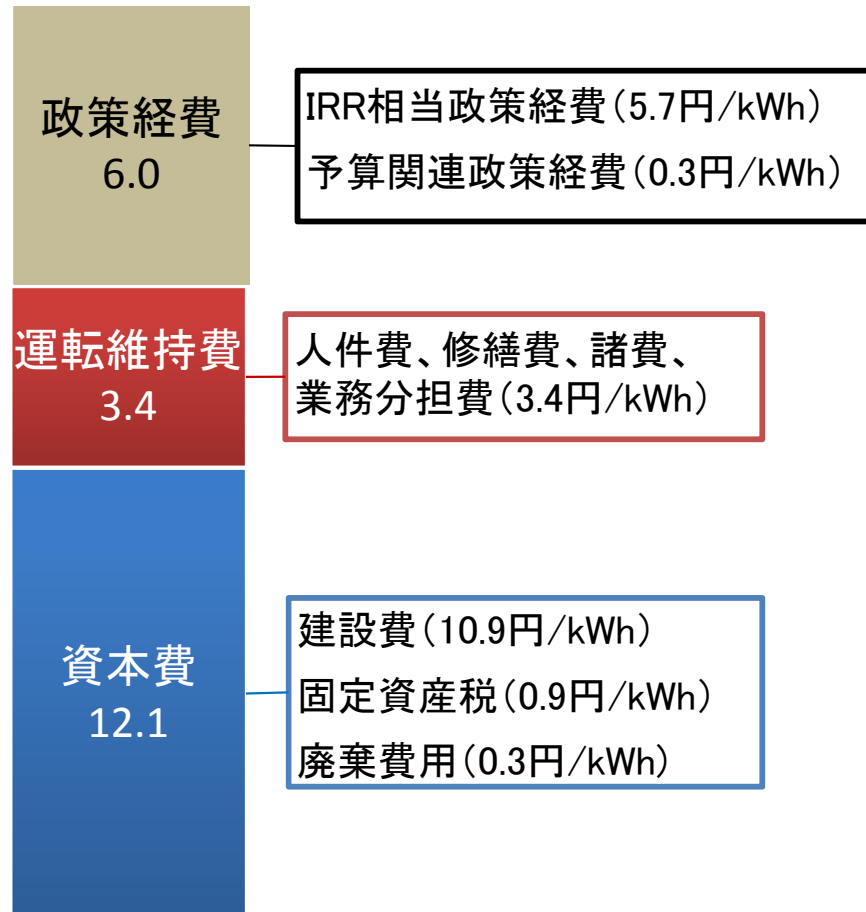 政策経費
6.0
IRR相当政策経費（5.7円/kWh）
予算関連政策経費（0.3円/kWh）
運転維持費
3.4
人件費、修繕費、諸費、
業務分担費（3.4円/kWh）
資本費
12.1
建設費（10.9円/kWh）
固定資産税（0.9円/kWh）
廃棄費用（0.3円/kWh）